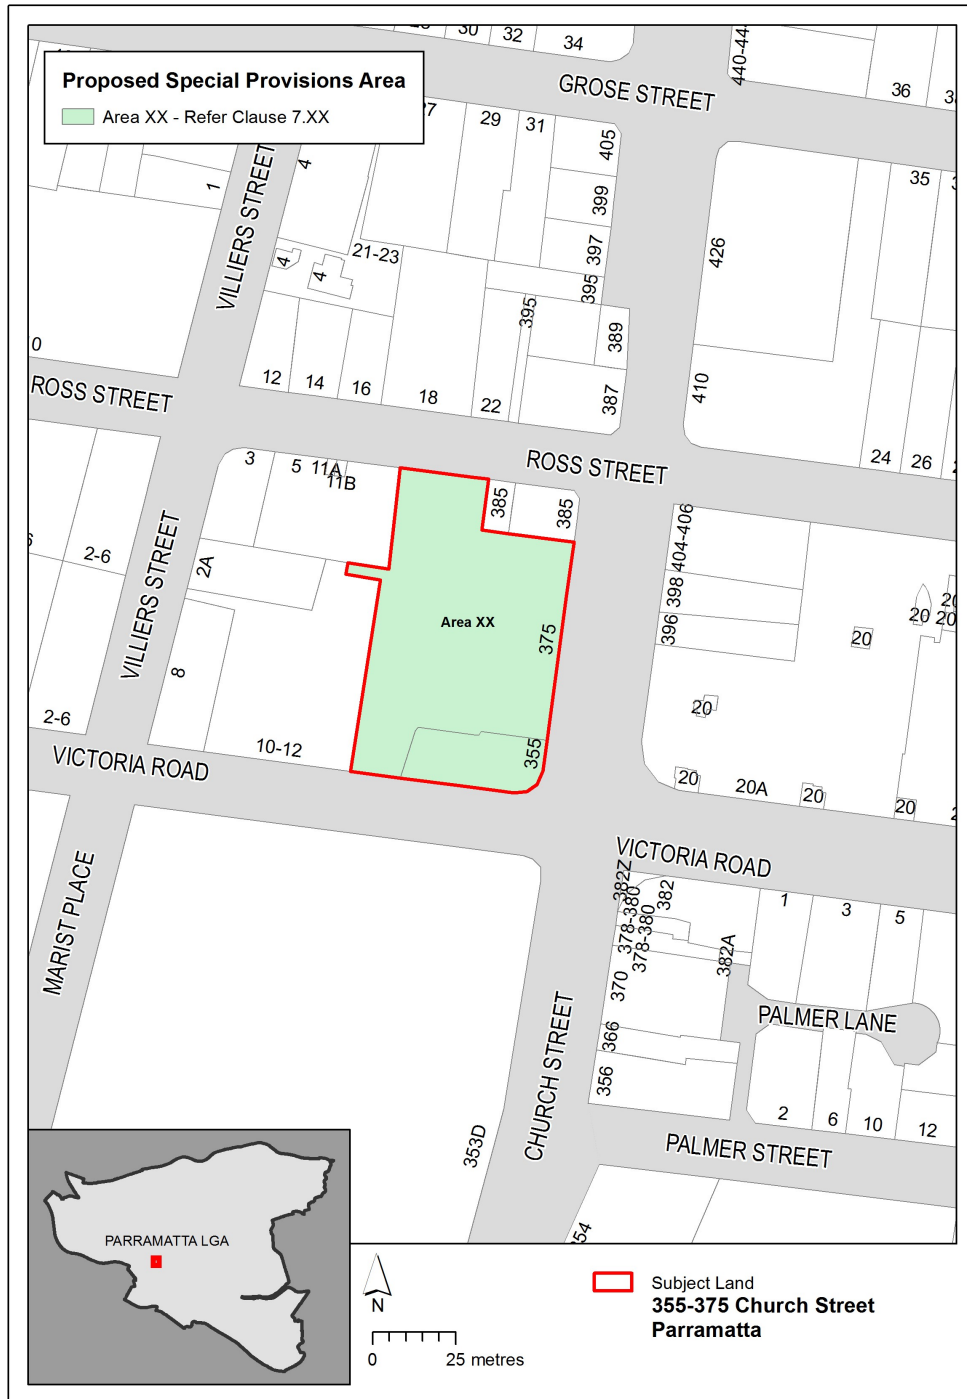 Proposed Special Provisions Area
Area XX - Refer Clause 7.XX
30
32
34
440-444
36
GROSE STREET
27
29
31
405
399
397
395
395
389
387
426
410
35
1
4
VILLIERS STREET
4
4
21-23
0
12
14
16
18
22
24
26
ROSS STREET
ROSS STREET
3
5
11A
11B
385
385
404-406
398
396
2-6
2A
VILLIERS STREET
Area XX
375
20
20
20
20
20
8
2-6
10-12
355
VICTORIA ROAD
20
20A
20
20
VICTORIA ROAD
MARIST PLACE
382Z
382
378-380
378-380
382A
370
366
356
1
3
5
PALMER LANE
2
6
10
12
CHURCH STREET
353D
PALMER STREET
354
PARRAMATTA LGA
N
0
25 metres
Subject Land
355-375 Church Street
Parramatta